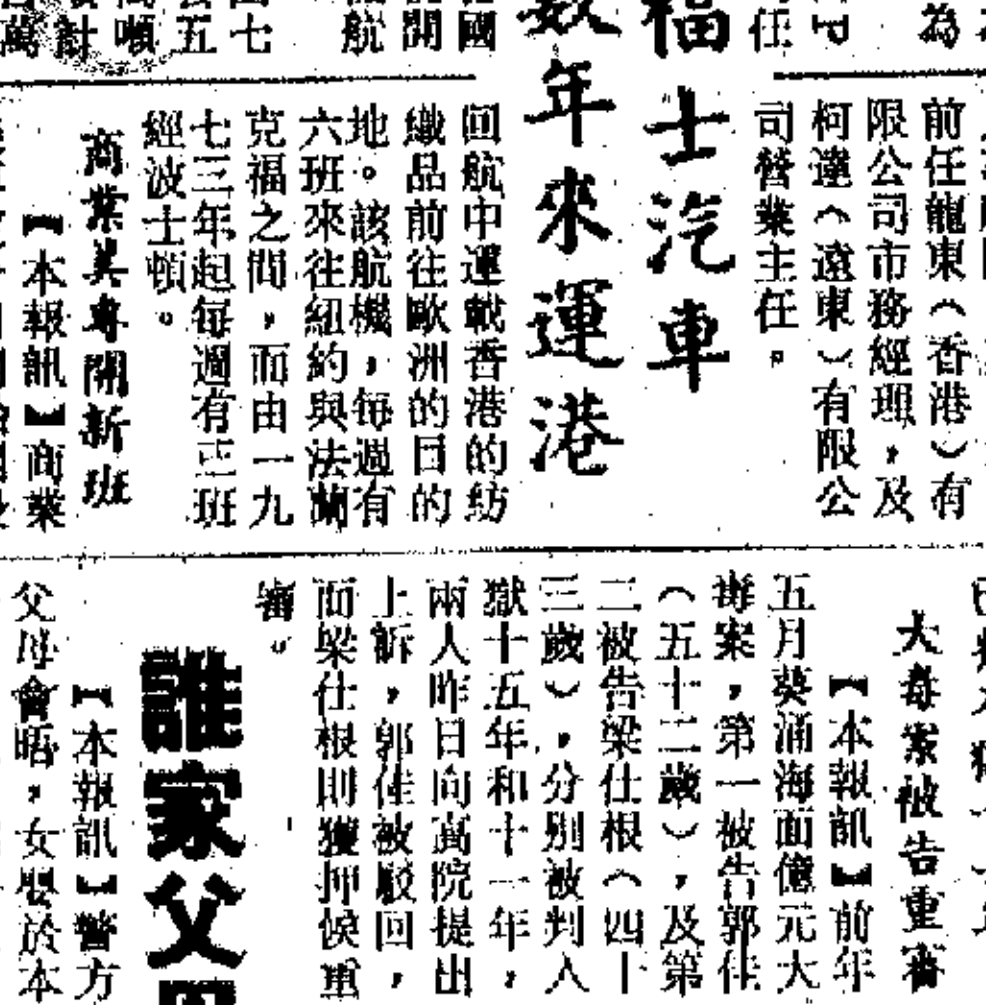 前任龍東（香港）有
限公司市務經理，及
柯達（遠東）有限公
司營業主任。
福士汽車
數年來運港
回航中運載香港的紡
織品前往歐洲的目的
地。該航機，每週有
六班來往紐約與法蘭
克福之間，而由一九
七三年起每週有三班
經波士頓。
商業美專開新班
【本報訊】商業
大毒案被告重審
【本報訊】前年
五月葵涌海面億元大
毒案，第一被告郭佳
（五十二歲），及第
二被告梁仕根（四十
三歲），分別被判入
獄十五年和十一年，
兩人昨日向高院提出
上訴，郭佳被駁回，
而梁仕根則獲押候重
審。
誰家父
【本報訊】警方
父母會晤，女嬰於本